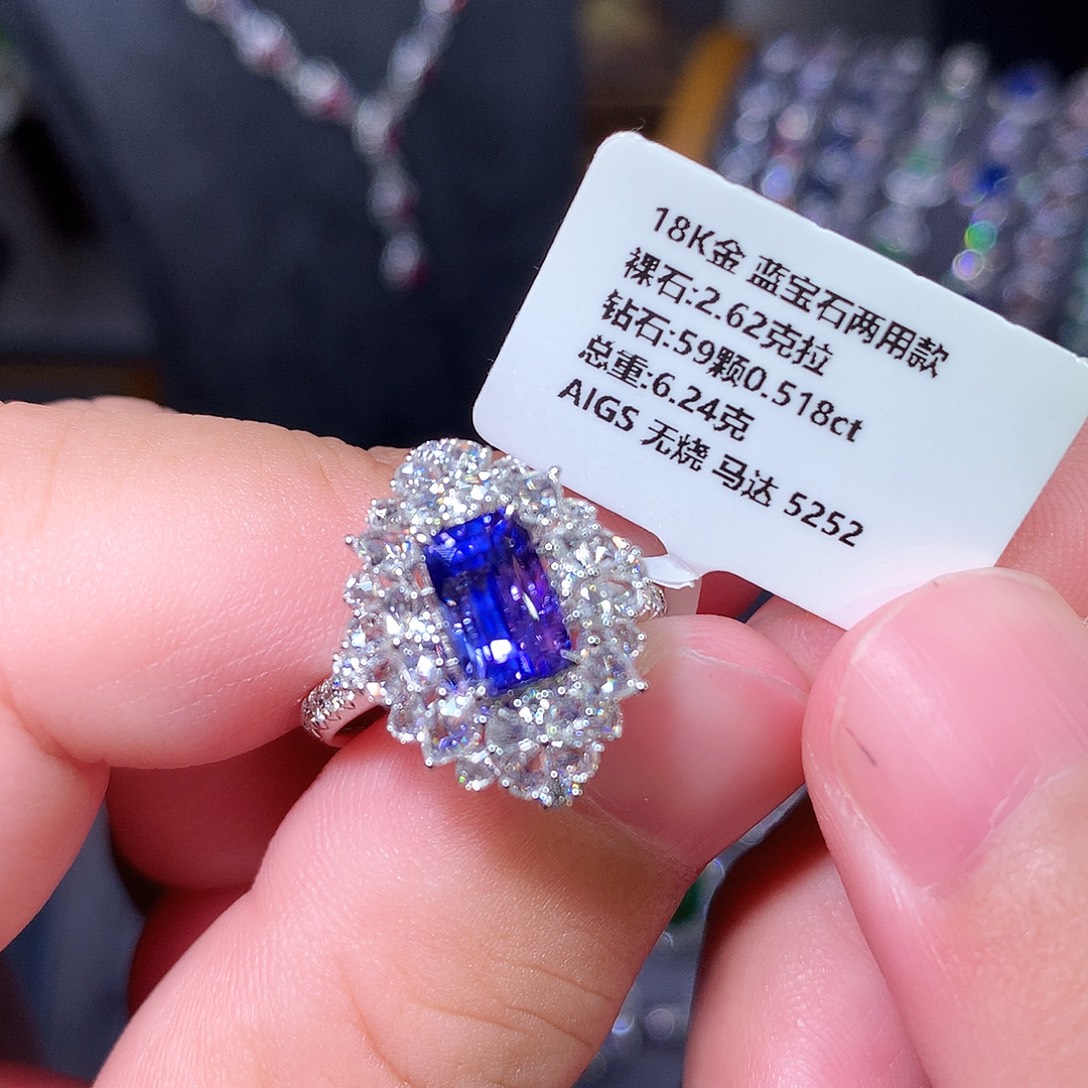 18K金 蓝宝石两用款
裸石:2.62克拉
钻石:59颗0.518ct
总重:6.24克
AIGS 无烧 马达 5252